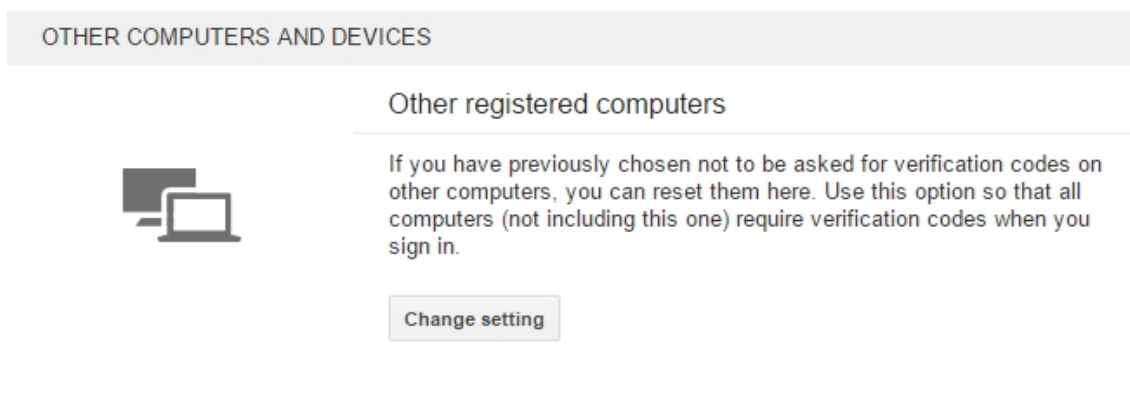 OTHER COMPUTERS AND DEVICES
Other registered computers
If you have previously chosen not to be asked for verification codes on
other computers, you can reset them here. Use this option so that all
computers (not including this one) require verification codes when you
sign in.
Change setting